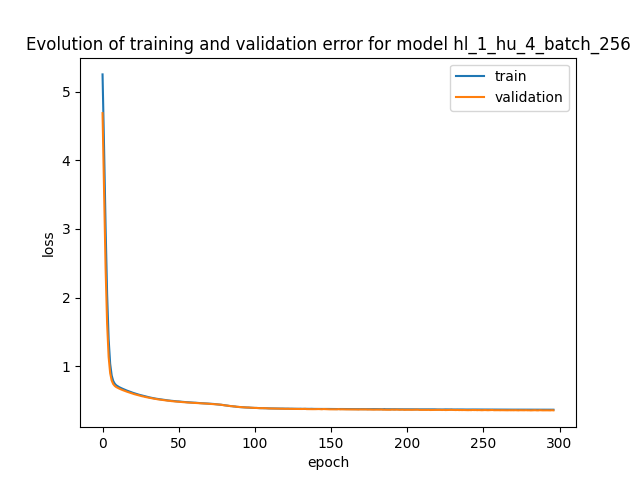 Evolution of training and validation error for model hl_1_hu_4_batch_256
train
validation
5
4
3
2
1
loss
0 50 100 150 200 250 300
epoch